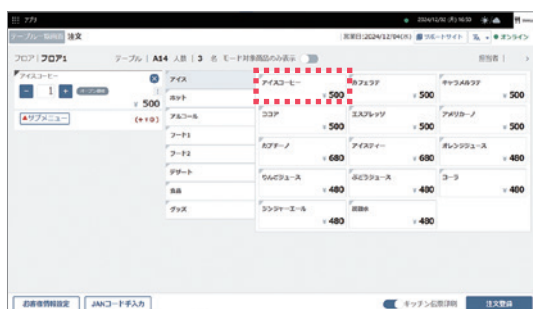 アプリ 2024/12/02 (月) 16:50
テーブル一覧画面 注文 営業日:2024/12/04(水) サポートサイト オンライン
フロア | フロア1 テーブル | A14 人数 | 3 名 モード対象商品のみ表示 担当者 |
アイスコーヒー
1 ¥ 500
▲サブメニュー (+¥0)
アイス
ホット
アルコール
フード1
フード2
デザート
食品
グッズ
アイスコーヒー ¥ 500
カフェラテ ¥ 500
キャラメルラテ ¥ 500
ココア ¥ 500
エスプレッソ ¥ 500
アメリカーノ ¥ 500
カプチーノ ¥ 680
アイスティー ¥ 680
オレンジジュース ¥ 480
りんごジュース ¥ 480
ぶどうジュース ¥ 480
コーラ ¥ 480
ジンジャーエール ¥ 480
炭酸水 ¥ 480
お客様情報設定 JANコード手入力 キッチン伝票印刷 注文登録